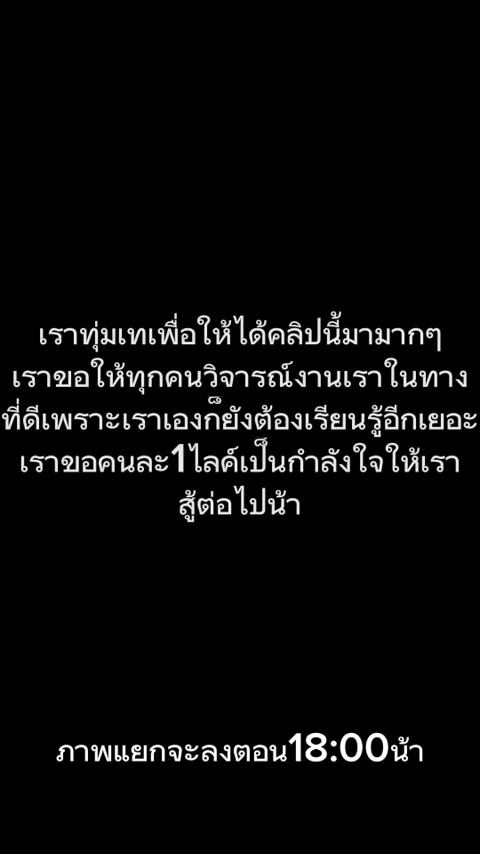 เราทุ่มเทเพื่อให้ได้คลิปนี้มามากๆ
เราขอให้ทุกคนวิจารณ์งานเราในทาง
ที่ดีเพราะเราเองก็ยังต้องเรียนรู้อีกเยอะ
เราขอคนละ1ไลค์เป็นกำลังใจให้เรา
สู้ต่อไปน้า
ภาพแยกจะลงตอน18:00น้า